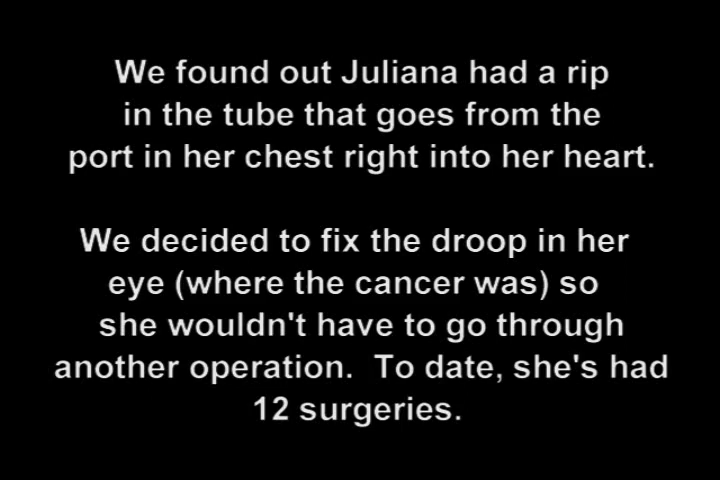 We found out Juliana had a rip
in the tube that goes from the
port in her chest right into her heart.
We decided to fix the droop in her
eye (where the cancer was) so
she wouldn't have to go through
another operation.  To date, she's had
12 surgeries.